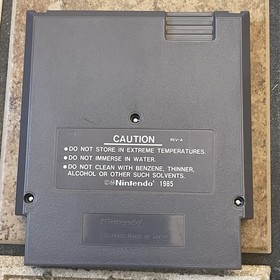 CAUTION REV-A
• DO NOT STORE IN EXTREME TEMPERATURES.
• DO NOT IMMERSE IN WATER.
• DO NOT CLEAN WITH BENZENE, THINNER,
ALCOHOL OR OTHER SUCH SOLVENTS.
©®Nintendo® 1985
Nintendo®